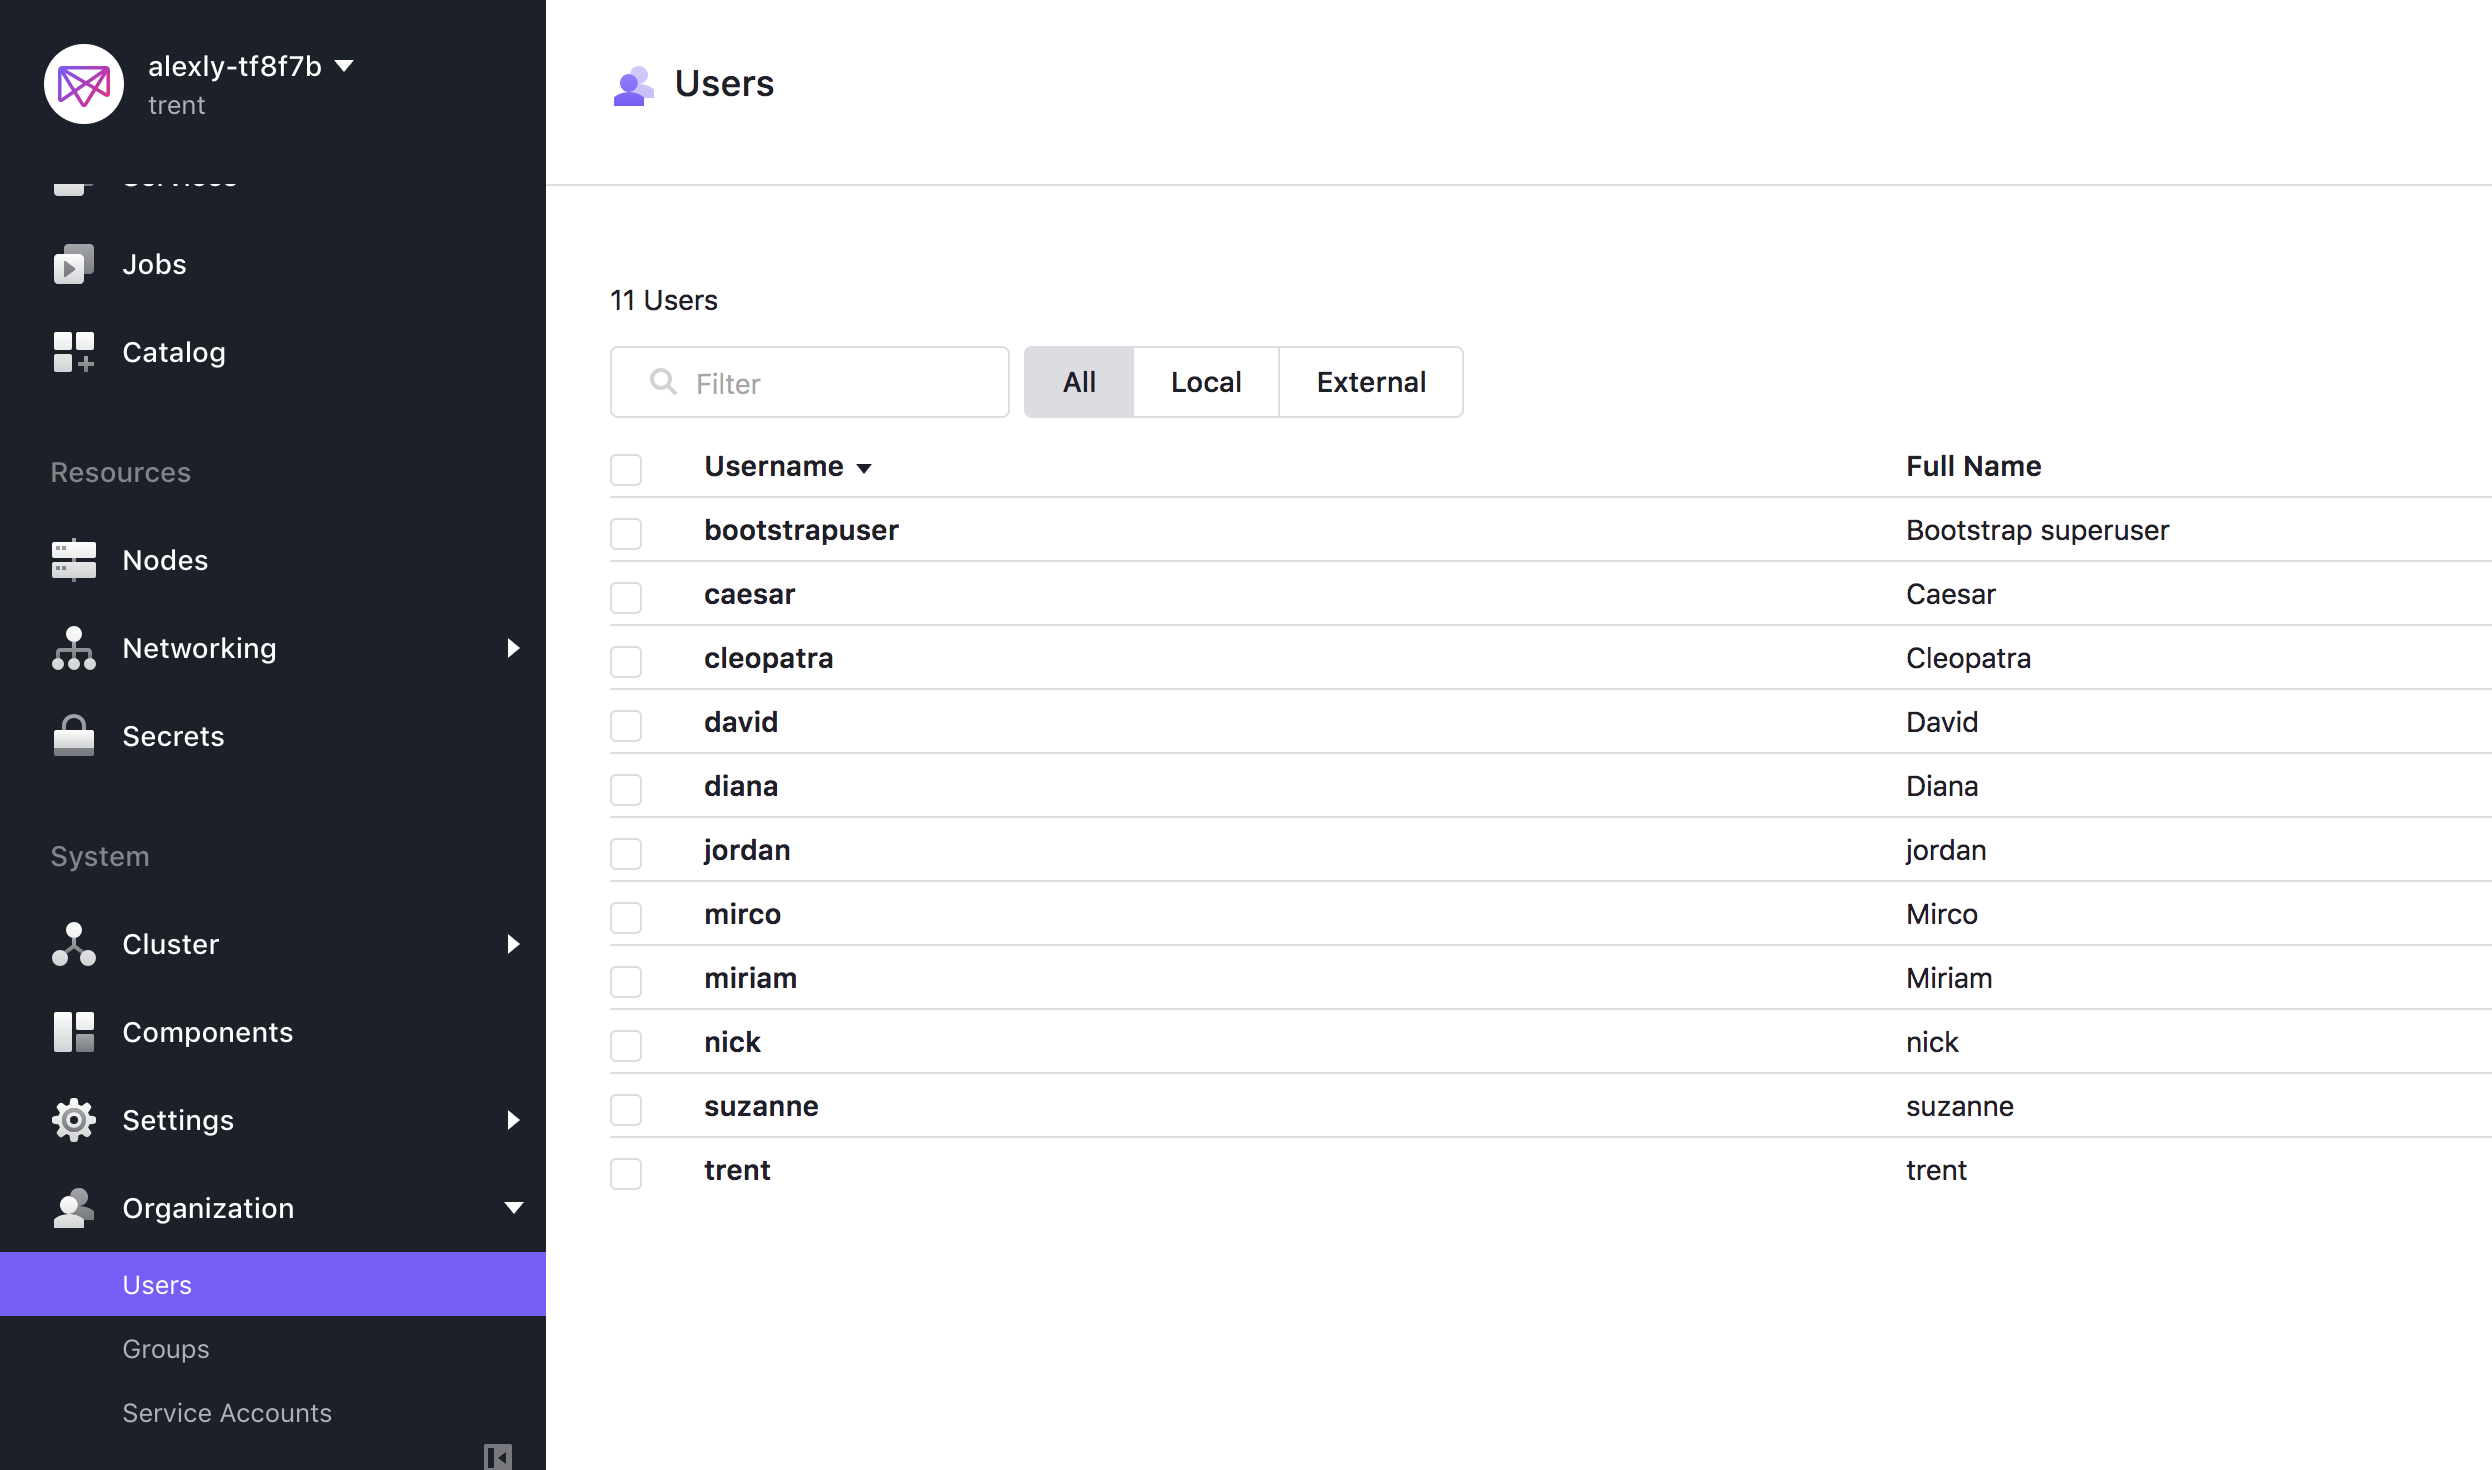 alexly-tf8f7b
trent
Jobs
Catalog
Resources
Nodes
Networking
Secrets
System
Cluster
Components
Settings
Organization
Users
Groups
Service Accounts
Users
11 Users
Filter All Local External
Username Full Name
bootstrapuser Bootstrap superuser
caesar Caesar
cleopatra Cleopatra
david David
diana Diana
jordan jordan
mirco Mirco
miriam Miriam
nick nick
suzanne suzanne
trent trent